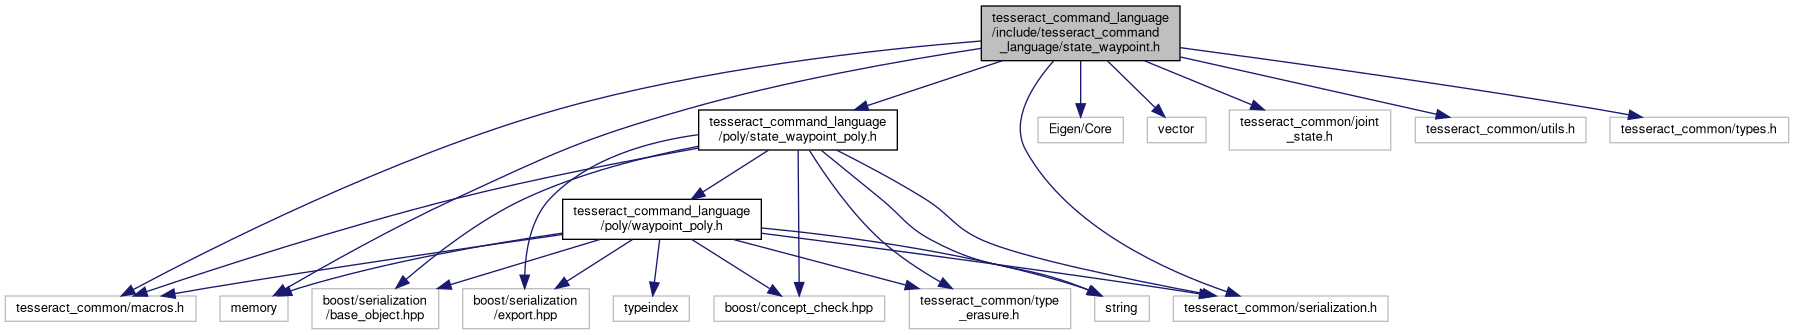 tesseract_command_language
/include/tesseract_command
_language/state_waypoint.h
tesseract_command_language
/poly/state_waypoint_poly.h
Eigen/Core
vector
tesseract_common/joint
_state.h
tesseract_common/utils.h
tesseract_common/types.h
tesseract_command_language
/poly/waypoint_poly.h
tesseract_common/macros.h
memory
boost/serialization
/base_object.hpp
boost/serialization
/export.hpp
typeindex
boost/concept_check.hpp
tesseract_common/type
_erasure.h
string
tesseract_common/serialization.h